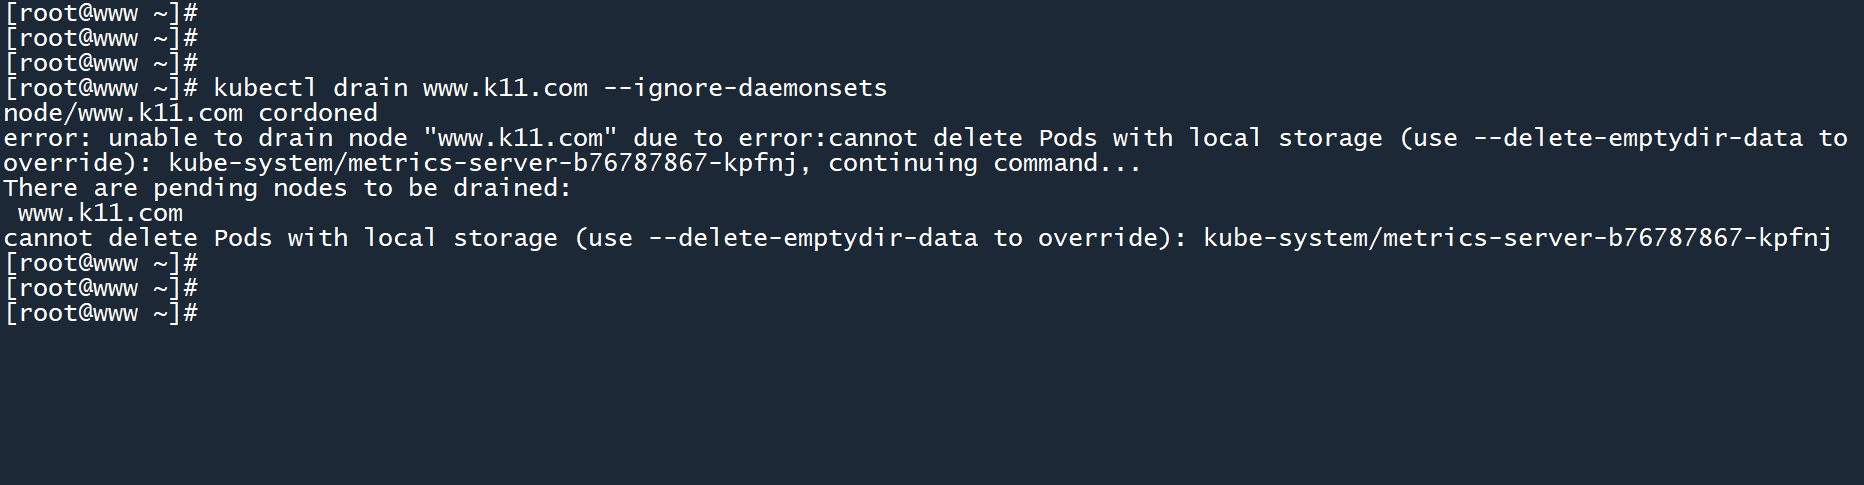 [root@www ~]#
[root@www ~]#
[root@www ~]#
[root@www ~]# kubectl drain www.k11.com --ignore-daemonsets
node/www.k11.com cordoned
error: unable to drain node "www.k11.com" due to error:cannot delete Pods with local storage (use --delete-emptydir-data to
override): kube-system/metrics-server-b76787867-kpfnj, continuing command...
There are pending nodes to be drained:
 www.k11.com
cannot delete Pods with local storage (use --delete-emptydir-data to override): kube-system/metrics-server-b76787867-kpfnj
[root@www ~]#
[root@www ~]#
[root@www ~]#